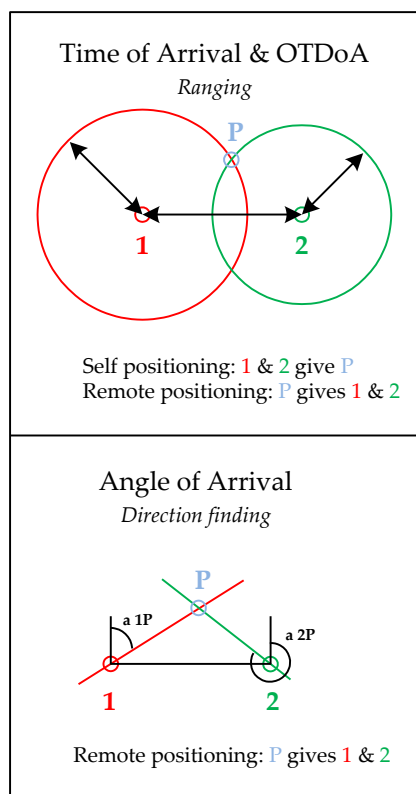 Time of Arrival & OTDoA
Ranging
P
1
2
Self positioning: 1 & 2 give P
Remote positioning: P gives 1 & 2
Angle of Arrival
Direction finding
P
a 1P
a 2P
1
2
Remote positioning: P gives 1 & 2